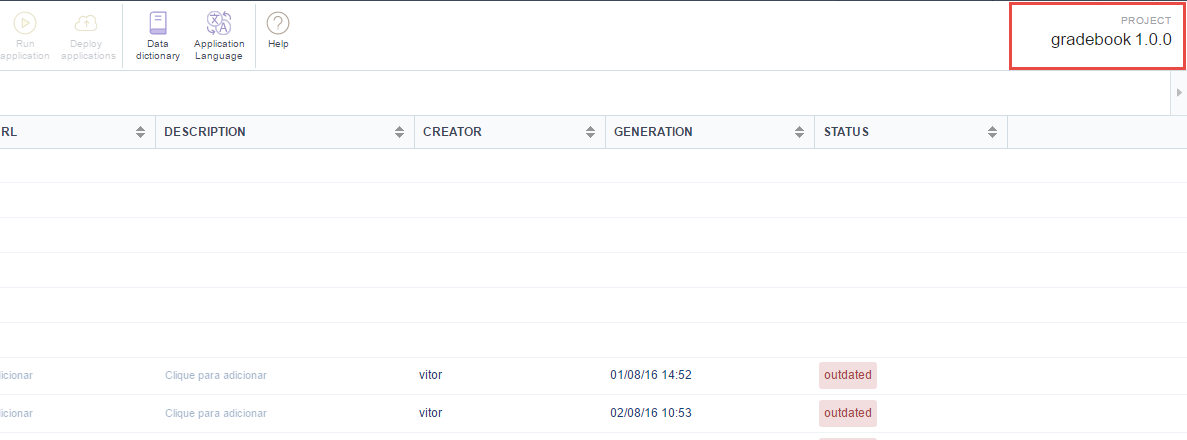 PROJECT
gradebook 1.0.0
Run
application
Deploy
applications
Data
dictionary
Application
Language
Help
RL
DESCRIPTION
CREATOR
GENERATION
STATUS
dicionar
Clique para adicionar
vitor
01/08/16 14:52
outdated
dicionar
Clique para adicionar
vitor
02/08/16 10:53
outdated